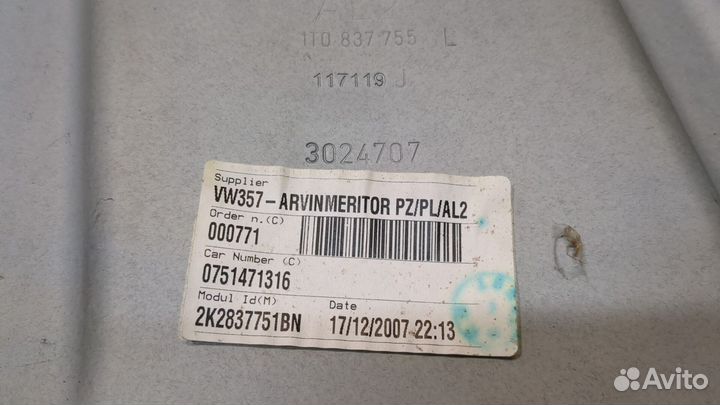 AL2
1T0 837 755 L
117119 J
3024707
Supplier
VW357-ARVINMERITOR PZ/PL/AL2
Order n.(C)
000771
Car Number (C)
0751471316
Modul Id(M) Date
2K2837751BN 17/12/2007 22:13
Avito